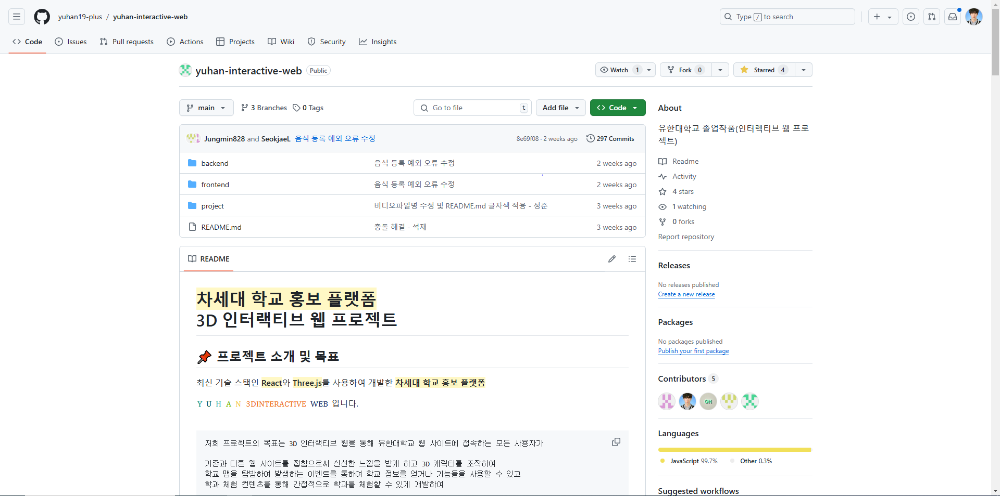 yuhan19-plus / yuhan-interactive-web
Type / to search
Code Issues Pull requests Actions Projects Wiki Security Insights
yuhan-interactive-web Public
Watch 1 Fork 0 Starred 4
main 3 Branches 0 Tags
Go to file t Add file Code
Jungmin828 and SeokjaeL 음식 등록 예외 오류 수정 8e69f08 · 2 weeks ago 297 Commits
backend 음식 등록 예외 오류 수정 2 weeks ago
frontend 음식 등록 예외 오류 수정 2 weeks ago
project 비디오파일명 수정 및 README.md 글자색 적용 - 성준 3 weeks ago
README.md 충돌 해결 - 석재 3 weeks ago
README
차세대 학교 홍보 플랫폼
3D 인터랙티브 웹 프로젝트
프로젝트 소개 및 목표
최신 기술 스택인 React와 Three.js를 사용하여 개발한 차세대 학교 홍보 플랫폼
Y U H A N 3DINTERACTIVE WEB 입니다.
저희 프로젝트의 목표는 3D 인터랙티브 웹을 통해 유한대학교 웹 사이트에 접속하는 모든 사용자가
기존과 다른 웹 사이트를 접함으로써 신선한 느낌을 받게 하고 3D 캐릭터를 조작하여
학교 맵을 탐방하여 발생하는 이벤트를 통하여 학교 정보를 얻거나 기능들을 사용할 수 있고
학과 체험 컨텐츠를 통해 간접적으로 학과를 체험할 수 있게 개발하여
About
유한대학교 졸업작품(인터렉티브 웹 프로
젝트)
Readme
Activity
4 stars
1 watching
0 forks
Report repository
Releases
No releases published
Create a new release
Packages
No packages published
Publish your first package
Contributors 5
OH
Languages
JavaScript 99.7% Other 0.3%
Suggested workflows